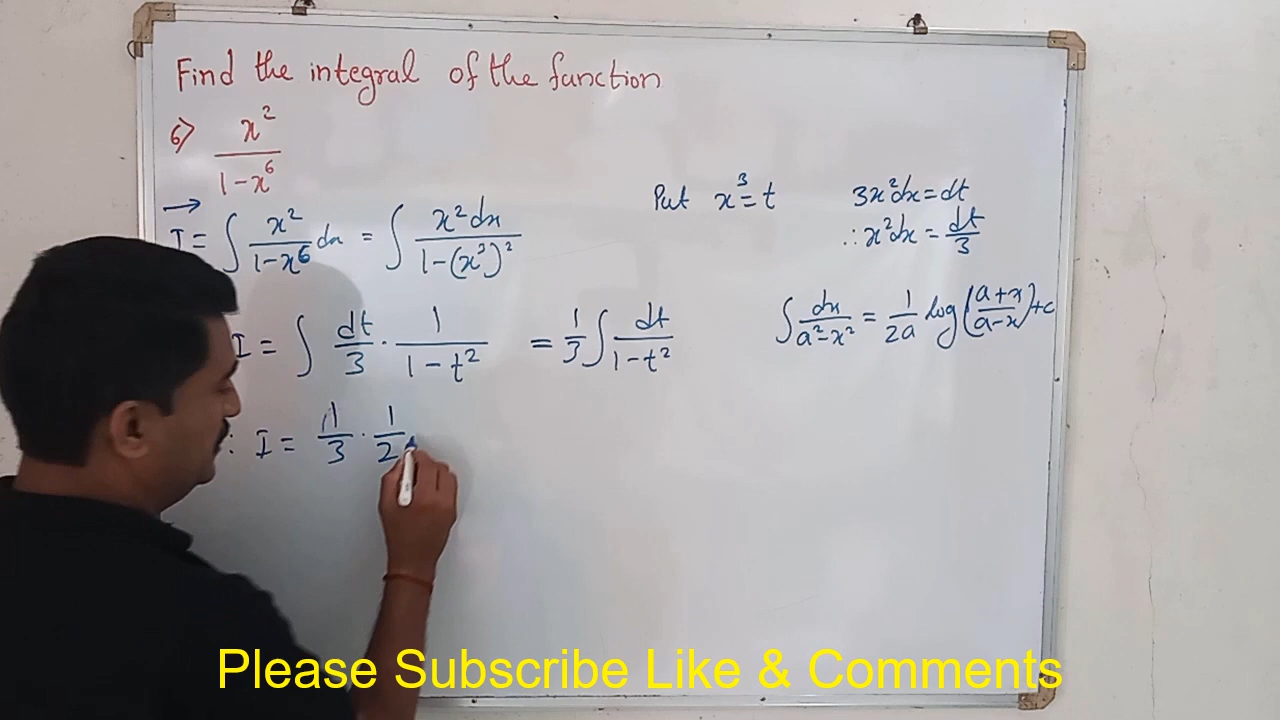 Find the integral of the function
6) x²/(1-x⁶)
I = ∫ x²/(1-x⁶) dx = ∫ x²dx/(1-(x³)²)
Put x³=t 3x²dx=dt
∴x²dx = dt/3
I = ∫ dt/3 · 1/(1-t²) = 1/3 ∫ dt/(1-t²)
∫ dx/(a²-x²) = 1/2a log((a+x)/(a-x))+c
∴ I = 1/3 · 1/2
Please Subscribe Like & Comments